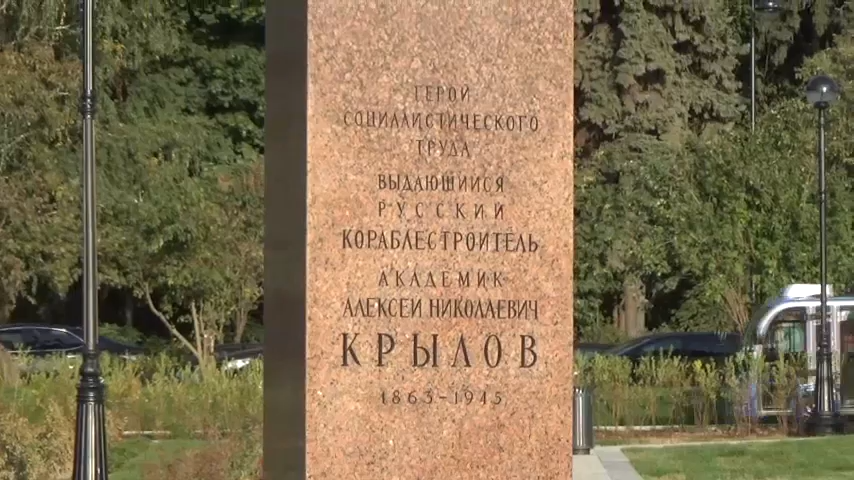 ГЕРОЙ
СОЦИАЛИСТИЧЕСКОГО
ТРУДА
ВЫДАЮЩИЙСЯ
РУССКИЙ
КОРАБЛЕСТРОИТЕЛЬ
АКАДЕМИК
АЛЕКСЕЙ НИКОЛАЕВИЧ
КРЫЛОВ
1863-1945